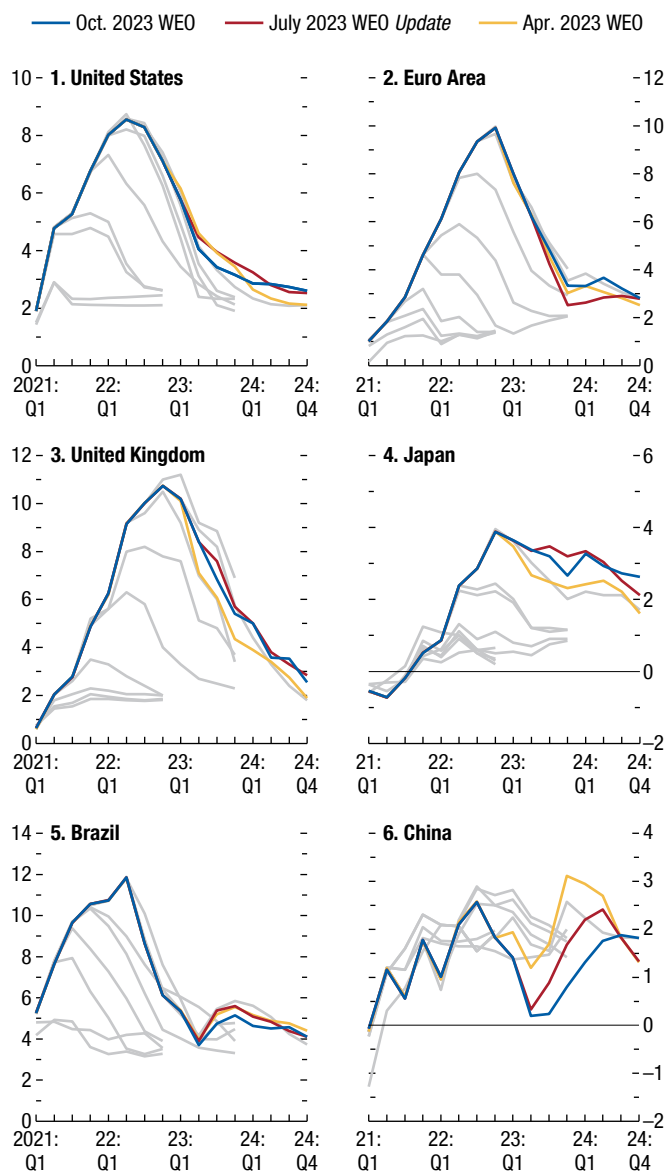 Oct. 2023 WEO July 2023 WEO Update Apr. 2023 WEO
1. United States
10
8
6
4
2
0
2021: 22: 23: 24: 24:
Q1 Q1 Q1 Q1 Q4
2. Euro Area
12
10
8
6
4
2
0
21: 22: 23: 24: 24:
Q1 Q1 Q1 Q1 Q4
3. United Kingdom
12
10
8
6
4
2
0
2021: 22: 23: 24: 24:
Q1 Q1 Q1 Q1 Q4
4. Japan
6
4
2
0
–2
21: 22: 23: 24: 24:
Q1 Q1 Q1 Q1 Q4
5. Brazil
14
12
10
8
6
4
2
0
2021: 22: 23: 24: 24:
Q1 Q1 Q1 Q1 Q4
6. China
4
3
2
1
0
–1
–2
21: 22: 23: 24: 24:
Q1 Q1 Q1 Q1 Q4